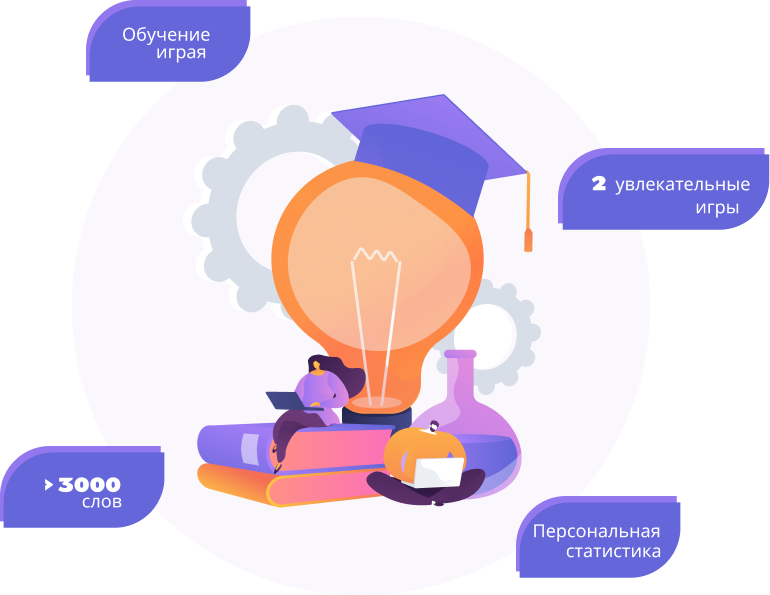 Обучение
играя
2 увлекательные
игры
> 3000
слов
Персональная
статистика